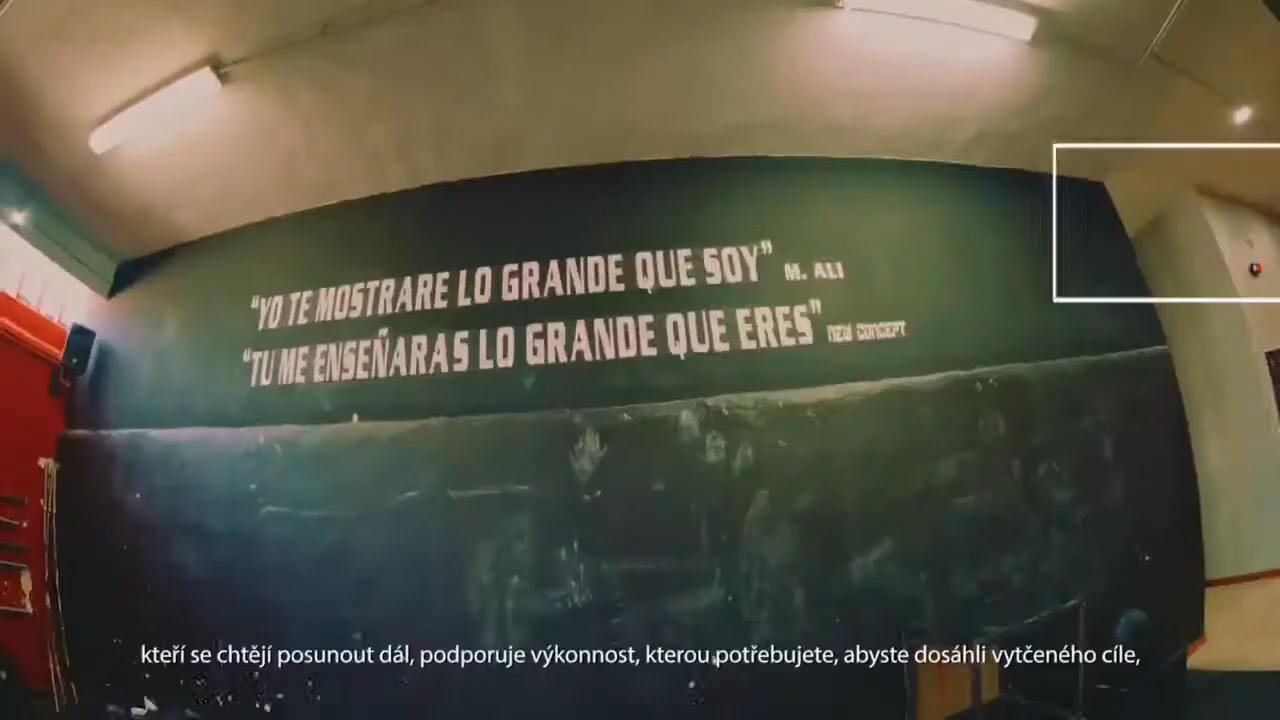 “YO TE MOSTRARE LO GRANDE QUE SOY” M. ALI
“TU ME ENSEÑARAS LO GRANDE QUE ERES” NEW CONCEPT
kteří se chtějí posunout dál, podporuje výkonnost, kterou potřebujete, abyste dosáhli vytčeného cíle,